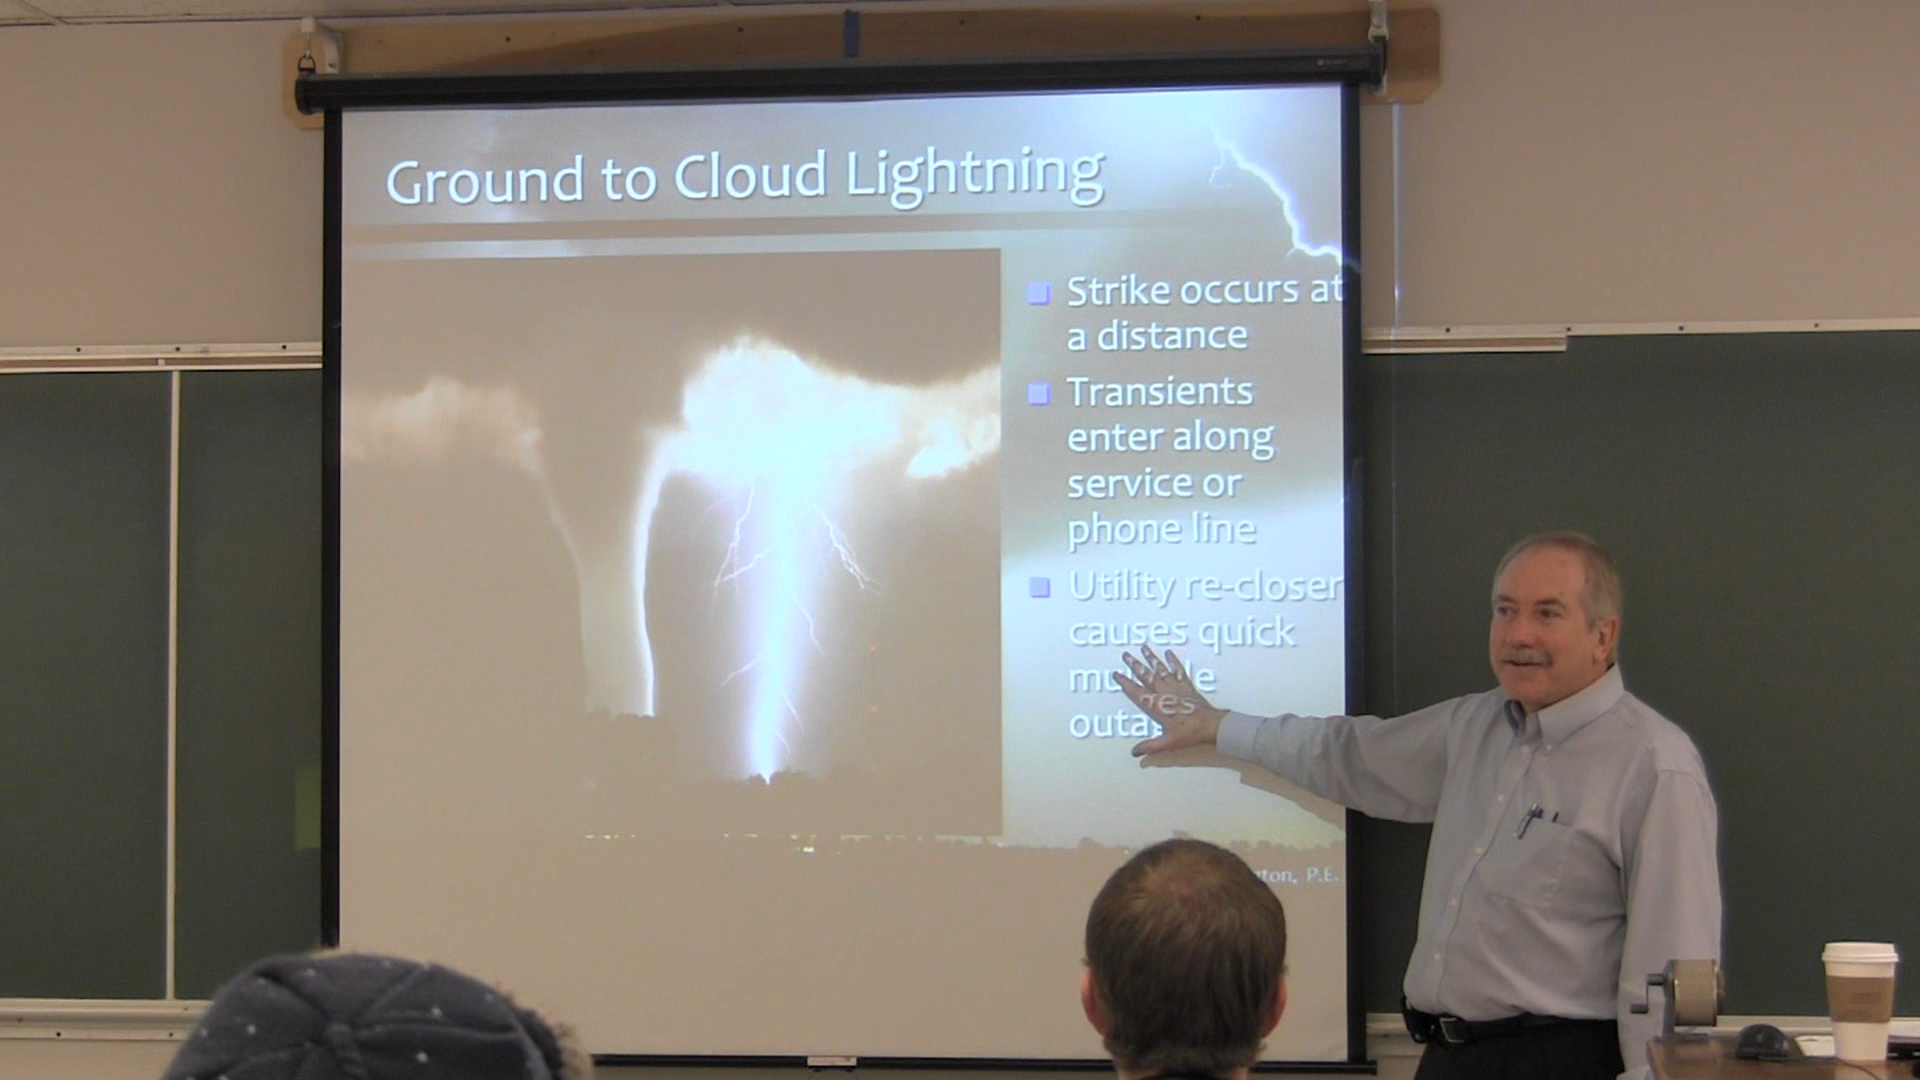 Ground to Cloud Lightning
Strike occurs at
a distance
Transients
enter along
service or
phone line
Utility re-closer
causes quick
outages
P.E.